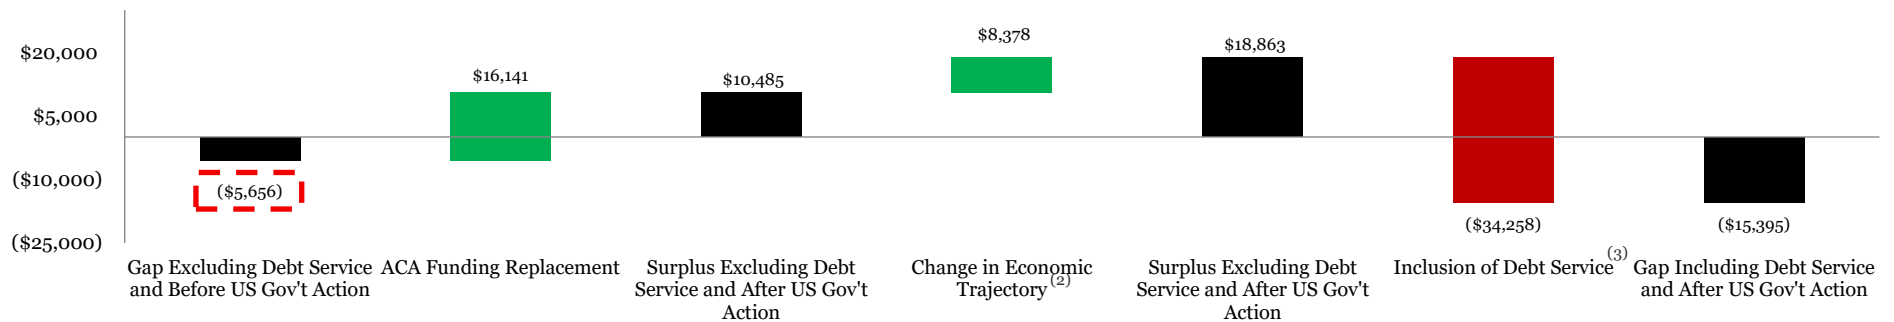 $20,000
$5,000
($10,000)
($25,000)
$8,378
$18,863
$16,141
$10,485
($5,656)
($34,258)
($15,395)
Gap Excluding Debt Service
and Before US Gov't Action
ACA Funding Replacement
Surplus Excluding Debt
Service and After US Gov't
Action
Change in Economic
Trajectory (2)
Surplus Excluding Debt
Service and After US Gov't
Action
Inclusion of Debt Service (3)
Gap Including Debt Service
and After US Gov't Action